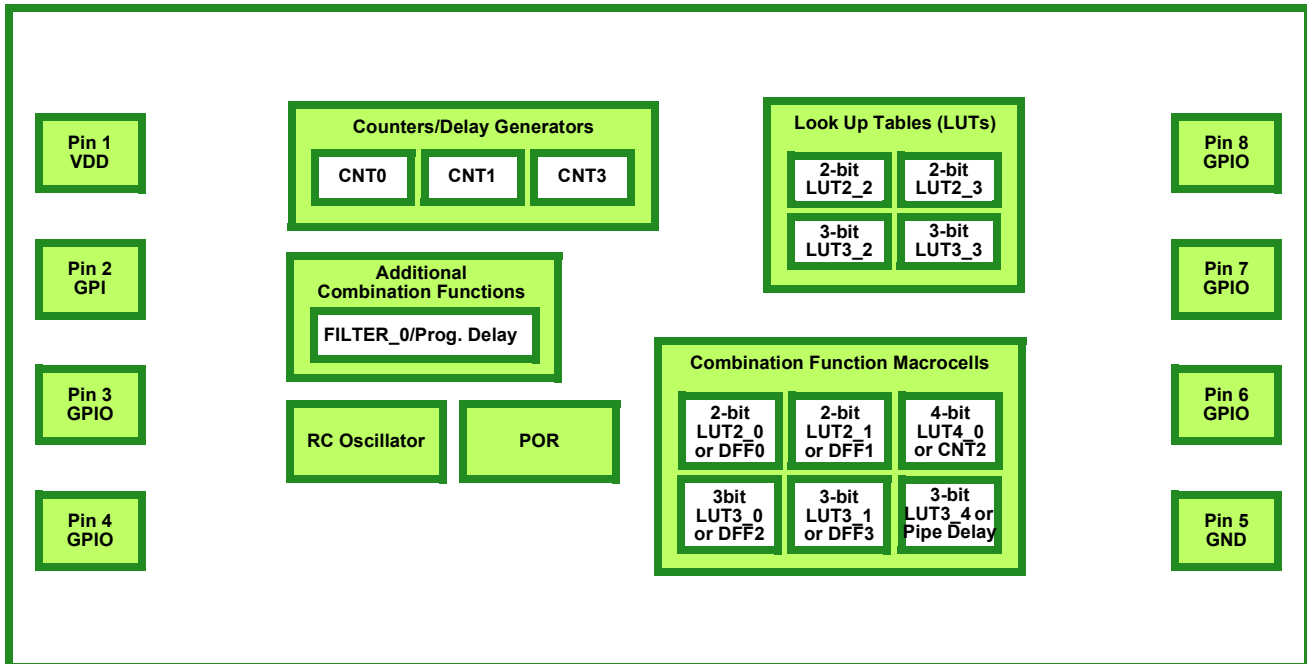 Pin 1
VDD
Pin 2
GPI
Pin 3
GPIO
Pin 4
GPIO
Counters/Delay Generators
CNT0
CNT1
CNT3
Additional
Combination Functions
FILTER_0/Prog. Delay
RC Oscillator
POR
Look Up Tables (LUTs)
2-bit
LUT2_2
2-bit
LUT2_3
3-bit
LUT3_2
3-bit
LUT3_3
Combination Function Macrocells
2-bit
LUT2_0
or DFF0
2-bit
LUT2_1
or DFF1
4-bit
LUT4_0
or CNT2
3bit
LUT3_0
or DFF2
3-bit
LUT3_1
or DFF3
3-bit
LUT3_4 or
Pipe Delay
Pin 8
GPIO
Pin 7
GPIO
Pin 6
GPIO
Pin 5
GND